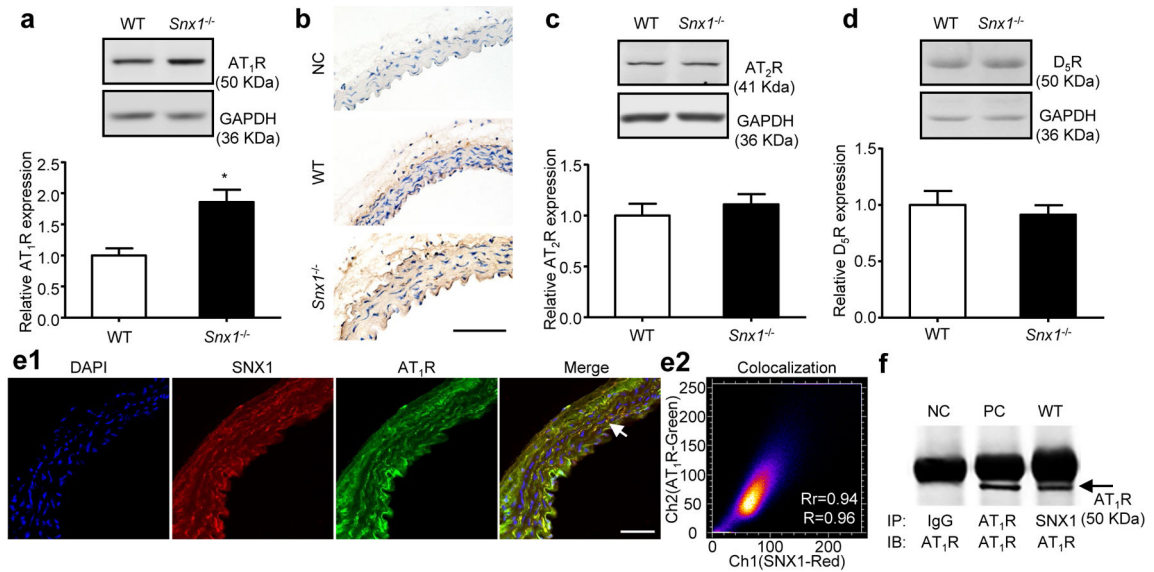 a
WT Snx1-/-
AT1R
(50 KDa)
GAPDH
(36 KDa)
Relative AT1R expression
2.5
2.0
1.5
1.0
0.5
0.0
*
WT Snx1-/-
b
NC
WT
Snx1-/-
c
WT Snx1-/-
AT2R
(41 Kda)
GAPDH
(36 KDa)
Relative AT2R expression
1.5
1.0
0.5
0.0
WT Snx1-/-
d
WT Snx1-/-
D5R
(50 KDa)
GAPDH
(36 KDa)
Relative D5R expression
1.5
1.0
0.5
0.0
WT Snx1-/-
e1
DAPI SNX1 AT1R Merge
e2
Colocalization
Ch2(AT1R-Green)
250
200
150
100
50
0
Rr=0.94
R=0.96
0 100 200
Ch1(SNX1-Red)
f
NC PC WT
AT1R
(50 KDa)
IP: IgG AT1R SNX1
IB: AT1R AT1R AT1R